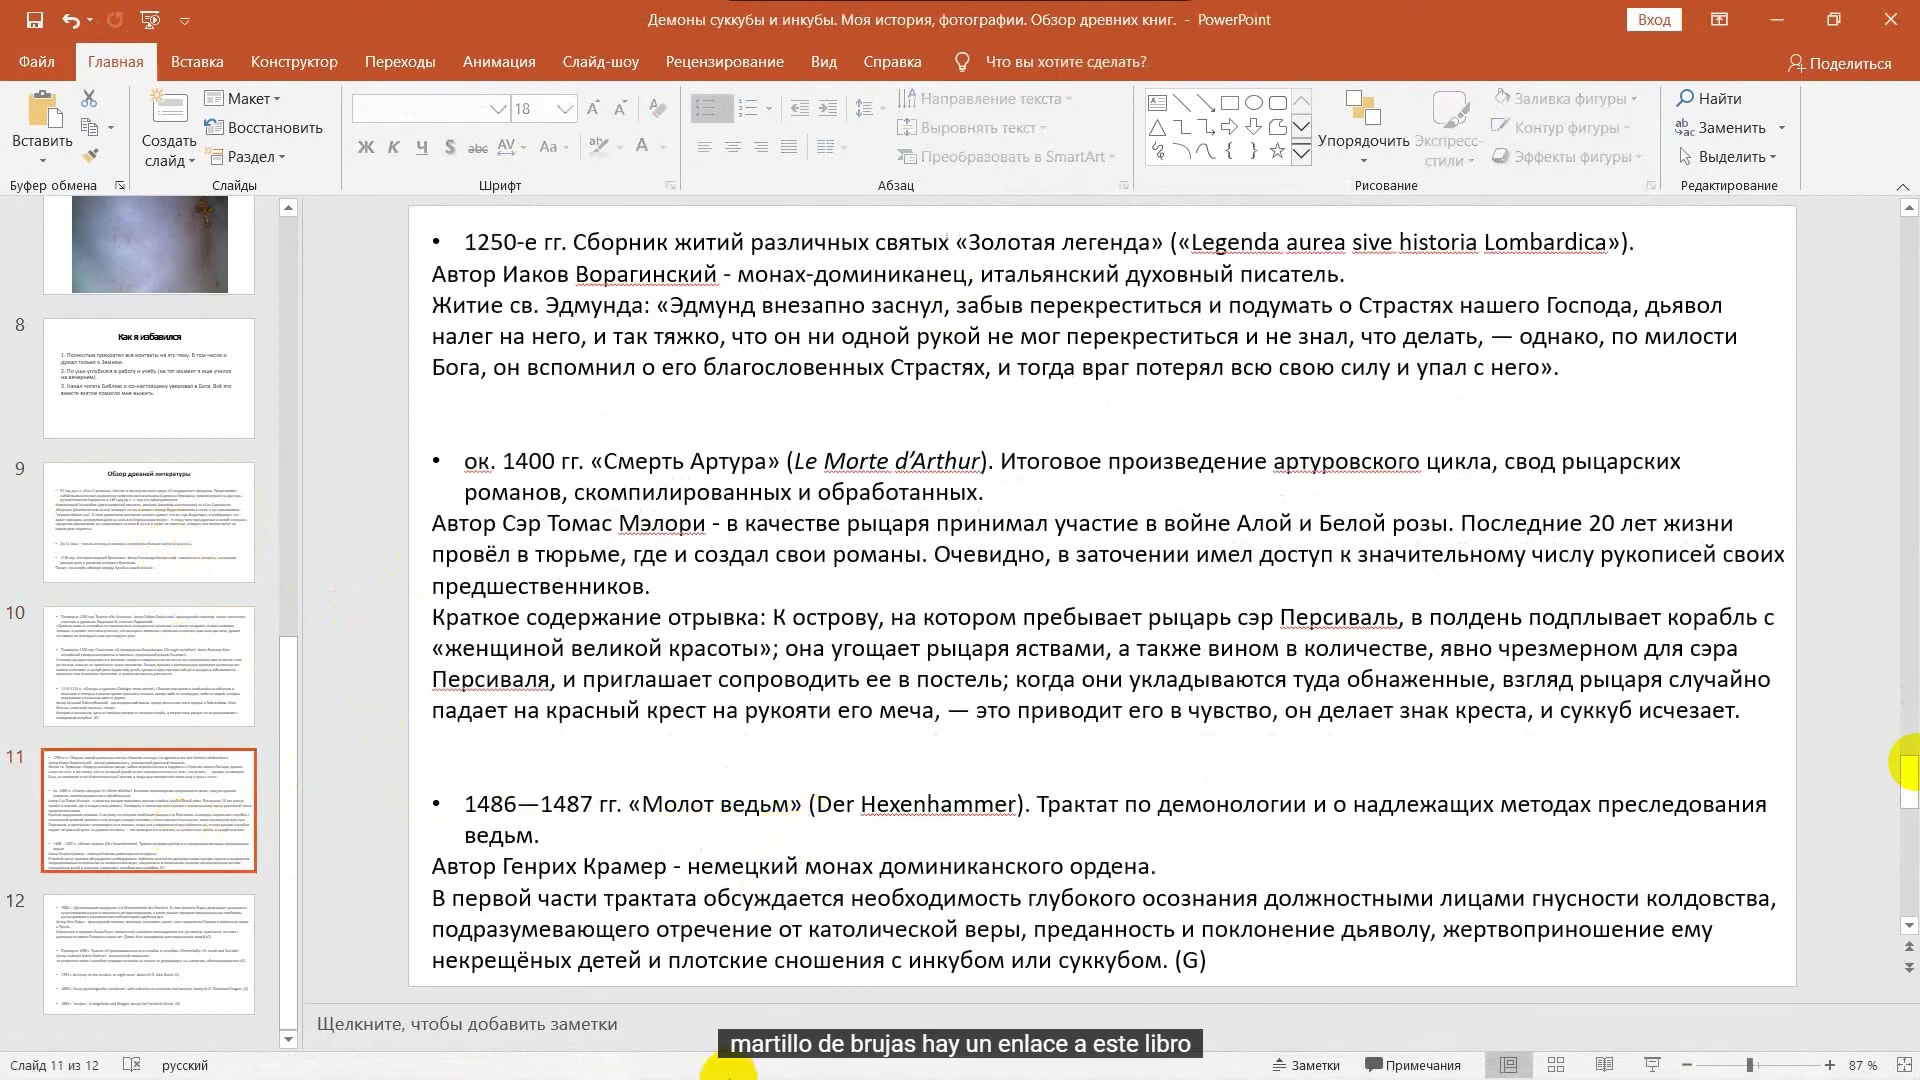 Демоны суккубы и инкубы. Моя история, фотографии. Обзор древних книг. - PowerPoint
Вход
Файл
Главная
Вставка
Конструктор
Переходы
Анимация
Слайд-шоу
Рецензирование
Вид
Справка
Что вы хотите сделать?
Поделиться
Вставить
Создать слайд
Макет
Восстановить
Раздел
18
Ж К Ч S abc AV Aa
Направление текста
Выровнять текст
Преобразовать в SmartArt
Упорядочить
Экспресс-стили
Заливка фигуры
Контур фигуры
Эффекты фигуры
Найти
Заменить
Выделить
Буфер обмена
Слайды
Шрифт
Абзац
Рисование
Редактирование
8
Как я избавился
9
Обзор древней литературы
10
11
12
• 1250-е гг. Сборник житий различных святых «Золотая легенда» («Legenda aurea sive historia Lombardica»).
Автор Иаков Ворагинский - монах-доминиканец, итальянский духовный писатель.
Житие св. Эдмунда: «Эдмунд внезапно заснул, забыв перекреститься и подумать о Страстях нашего Господа, дьявол
налег на него, и так тяжко, что он ни одной рукой не мог перекреститься и не знал, что делать, — однако, по милости
Бога, он вспомнил о его благословенных Страстях, и тогда враг потерял всю свою силу и упал с него».
• ок. 1400 гг. «Смерть Артура» (Le Morte d’Arthur). Итоговое произведение артуровского цикла, свод рыцарских
романов, скомпилированных и обработанных.
Автор Сэр Томас Мэлори - в качестве рыцаря принимал участие в войне Алой и Белой розы. Последние 20 лет жизни
провёл в тюрьме, где и создал свои романы. Очевидно, в заточении имел доступ к значительному числу рукописей своих
предшественников.
Краткое содержание отрывка: К острову, на котором пребывает рыцарь сэр Персиваль, в полдень подплывает корабль с
«женщиной великой красоты»; она угощает рыцаря яствами, а также вином в количестве, явно чрезмерном для сэра
Персиваля, и приглашает сопроводить ее в постель; когда они укладываются туда обнаженные, взгляд рыцаря случайно
падает на красный крест на рукояти его меча, — это приводит его в чувство, он делает знак креста, и суккуб исчезает.
• 1486—1487 гг. «Молот ведьм» (Der Hexenhammer). Трактат по демонологии и о надлежащих методах преследования
ведьм.
Автор Генрих Крамер - немецкий монах доминиканского ордена.
В первой части трактата обсуждается необходимость глубокого осознания должностными лицами гнусности колдовства,
подразумевающего отречение от католической веры, преданность и поклонение дьяволу, жертвоприношение ему
некрещёных детей и плотские сношения с инкубом или суккубом. (G)
Щелкните, чтобы добавить заметки
martillo de brujas hay un enlace a este libro
Слайд 11 из 12
русский
Заметки
Примечания
87 %